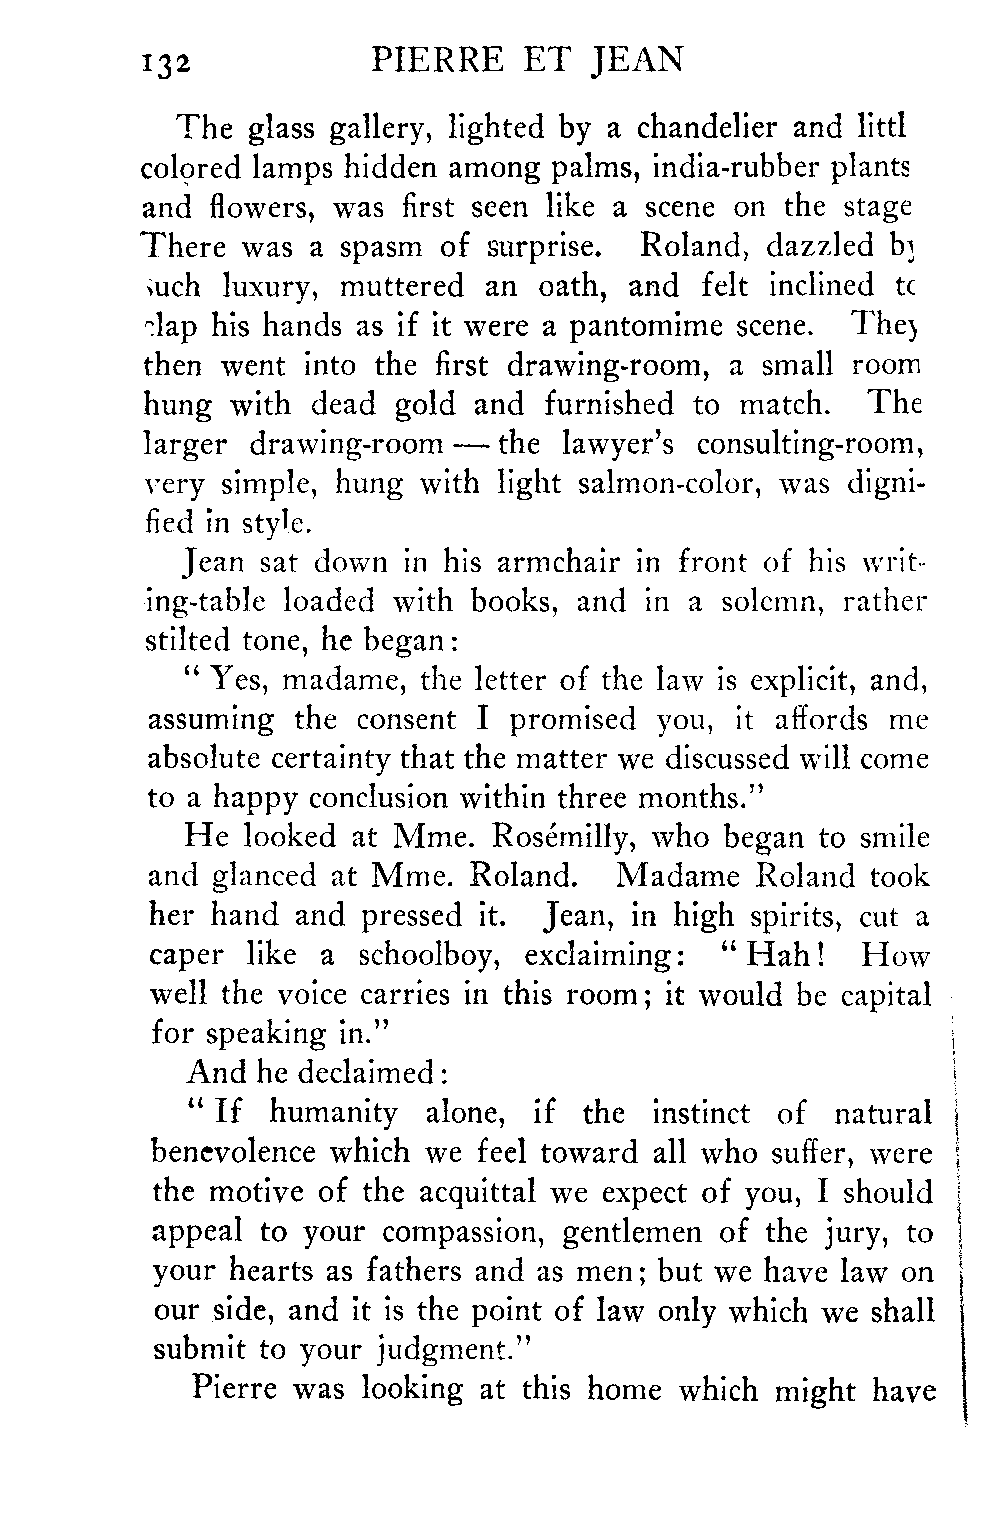 132 PIERRE ET JEAN
The glass gallery, lighted by a chandelier and littl
colored lamps hidden among palms, india-rubber plants
and flowers, was first seen like a scene on the stage
There was a spasm of surprise. Roland, dazzled by
such luxury, muttered an oath, and felt inclined to
clap his hands as if it were a pantomime scene. They
then went into the first drawing-room, a small room
hung with dead gold and furnished to match. The
larger drawing-room — the lawyer's consulting-room,
very simple, hung with light salmon-color, was digni-
fied in style.
Jean sat down in his armchair in front of his writ-
ing-table loaded with books, and in a solemn, rather
stilted tone, he began:
" Yes, madame, the letter of the law is explicit, and,
assuming the consent I promised you, it affords me
absolute certainty that the matter we discussed will come
to a happy conclusion within three months."
He looked at Mme. Rosémilly, who began to smile
and glanced at Mme. Roland. Madame Roland took
her hand and pressed it. Jean, in high spirits, cut a
caper like a schoolboy, exclaiming: " Hah! How
well the voice carries in this room; it would be capital
for speaking in."
And he declaimed:
" If humanity alone, if the instinct of natural
benevolence which we feel toward all who suffer, were
the motive of the acquittal we expect of you, I should
appeal to your compassion, gentlemen of the jury, to
your hearts as fathers and as men; but we have law on
our side, and it is the point of law only which we shall
submit to your judgment."
Pierre was looking at this home which might have